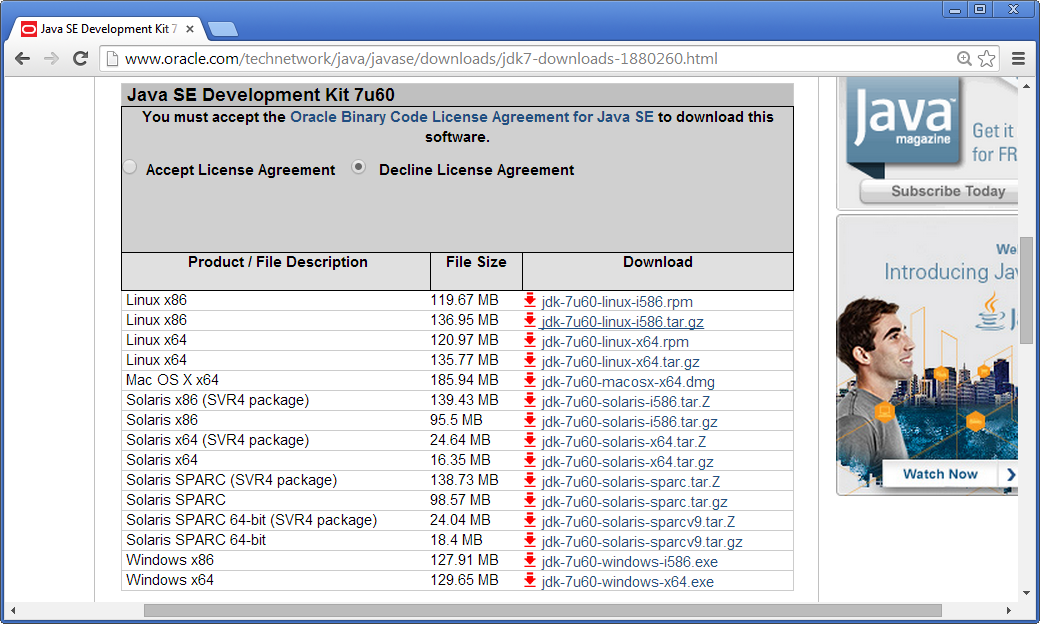 Java SE Development Kit 7
www.oracle.com/technetwork/java/javase/downloads/jdk7-downloads-1880260.html
Java SE Development Kit 7u60
You must accept the Oracle Binary Code License Agreement for Java SE to download this
software.
Accept License Agreement Decline License Agreement
Product / File Description File Size Download
Linux x86 119.67 MB jdk-7u60-linux-i586.rpm
Linux x86 136.95 MB jdk-7u60-linux-i586.tar.gz
Linux x64 120.97 MB jdk-7u60-linux-x64.rpm
Linux x64 135.77 MB jdk-7u60-linux-x64.tar.gz
Mac OS X x64 185.94 MB jdk-7u60-macosx-x64.dmg
Solaris x86 (SVR4 package) 139.43 MB jdk-7u60-solaris-i586.tar.Z
Solaris x86 95.5 MB jdk-7u60-solaris-i586.tar.gz
Solaris x64 (SVR4 package) 24.64 MB jdk-7u60-solaris-x64.tar.Z
Solaris x64 16.35 MB jdk-7u60-solaris-x64.tar.gz
Solaris SPARC (SVR4 package) 138.73 MB jdk-7u60-solaris-sparc.tar.Z
Solaris SPARC 98.57 MB jdk-7u60-solaris-sparc.tar.gz
Solaris SPARC 64-bit (SVR4 package) 24.04 MB jdk-7u60-solaris-sparcv9.tar.Z
Solaris SPARC 64-bit 18.4 MB jdk-7u60-solaris-sparcv9.tar.gz
Windows x86 127.91 MB jdk-7u60-windows-i586.exe
Windows x64 129.65 MB jdk-7u60-windows-x64.exe
Java™
magazine
Get it
for FR
Subscribe Today
Wel
Introducing Jav
J
Watch Now